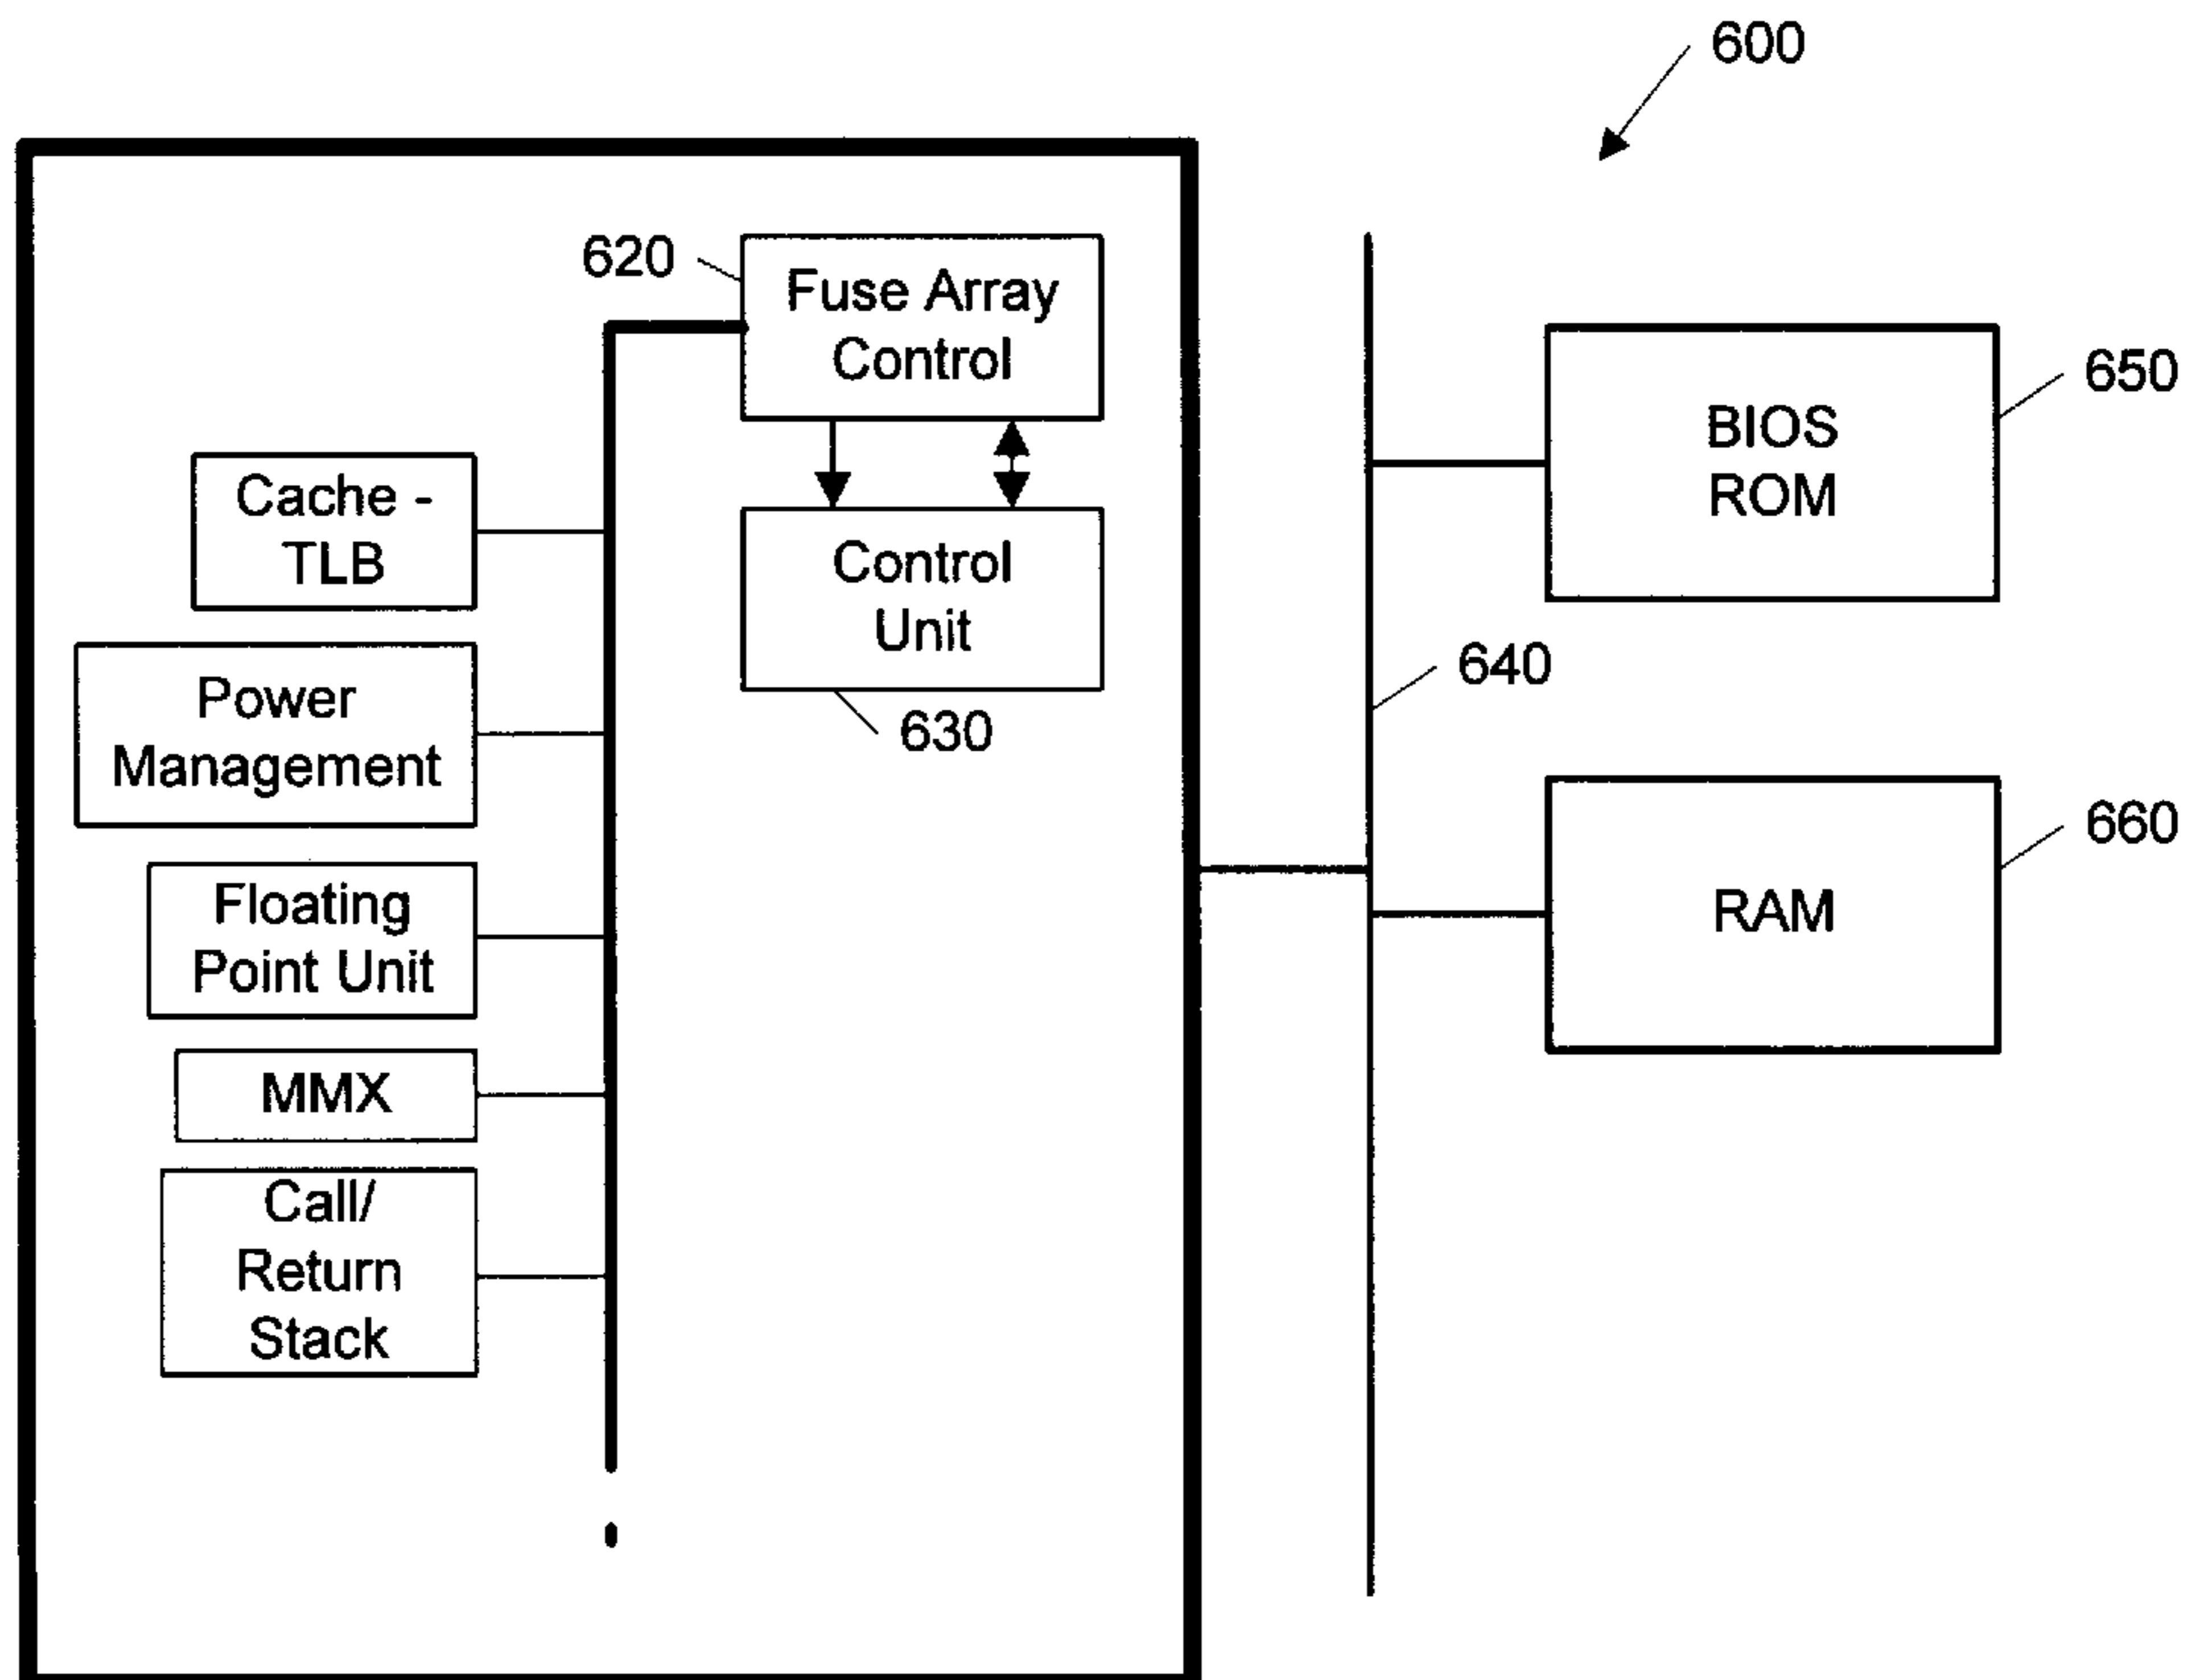 600
620
Fuse Array
Control
650
BIOS
ROM
Cache -
TLB
Control
Unit
640
Power
Management
630
660
RAM
Floating
Point Unit
MMX
Call/
Return
Stack